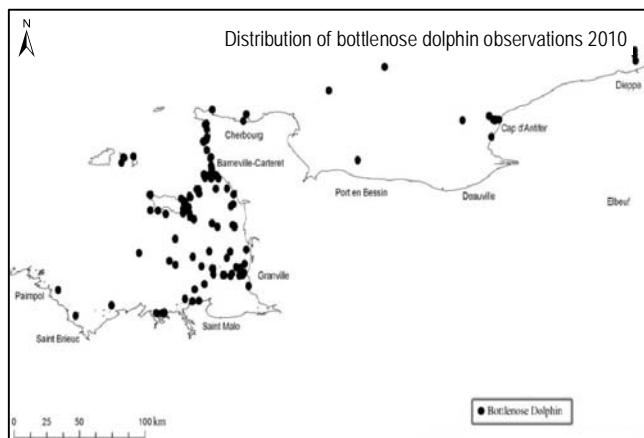 N
Distribution of bottlenose dolphin observations 2010
Dieppe
Cap d'Antifer
Cherbourg
Barneville-Carteret
Port en Bessin
Deauville
Elbeuf
Granville
Paimpol
Saint Malo
Saint Brieuc
Bottlenose Dolphin
0 25 50 100 km